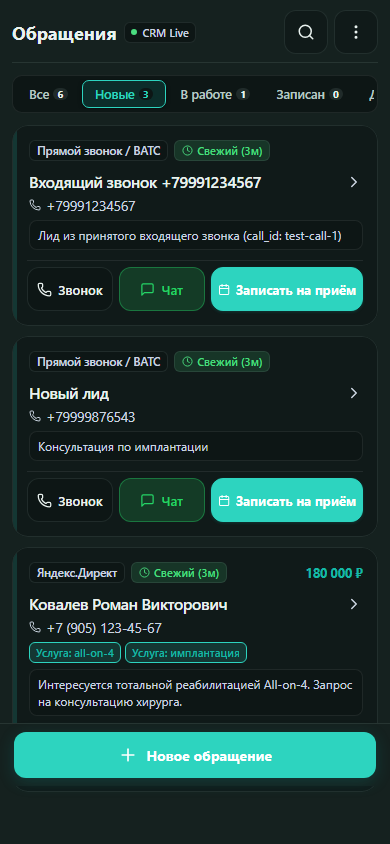 Обращения CRM Live
Все 6 Новые 3 В работе 1 Записан 0
Прямой звонок / ВАТС Свежий (3м)
Входящий звонок +79991234567
+79991234567
Лид из принятого входящего звонка (call_id: test-call-1)
Звонок Чат Записать на приём
Прямой звонок / ВАТС Свежий (3м)
Новый лид
+79999876543
Консультация по имплантации
Звонок Чат Записать на приём
Яндекс.Директ Свежий (3м) 180 000 ₽
Ковалев Роман Викторович
+7 (905) 123-45-67
Услуга: all-on-4 Услуга: имплантация
Интересуется тотальной реабилитацией All-on-4. Запрос
на консультацию хирурга.
Новое обращение